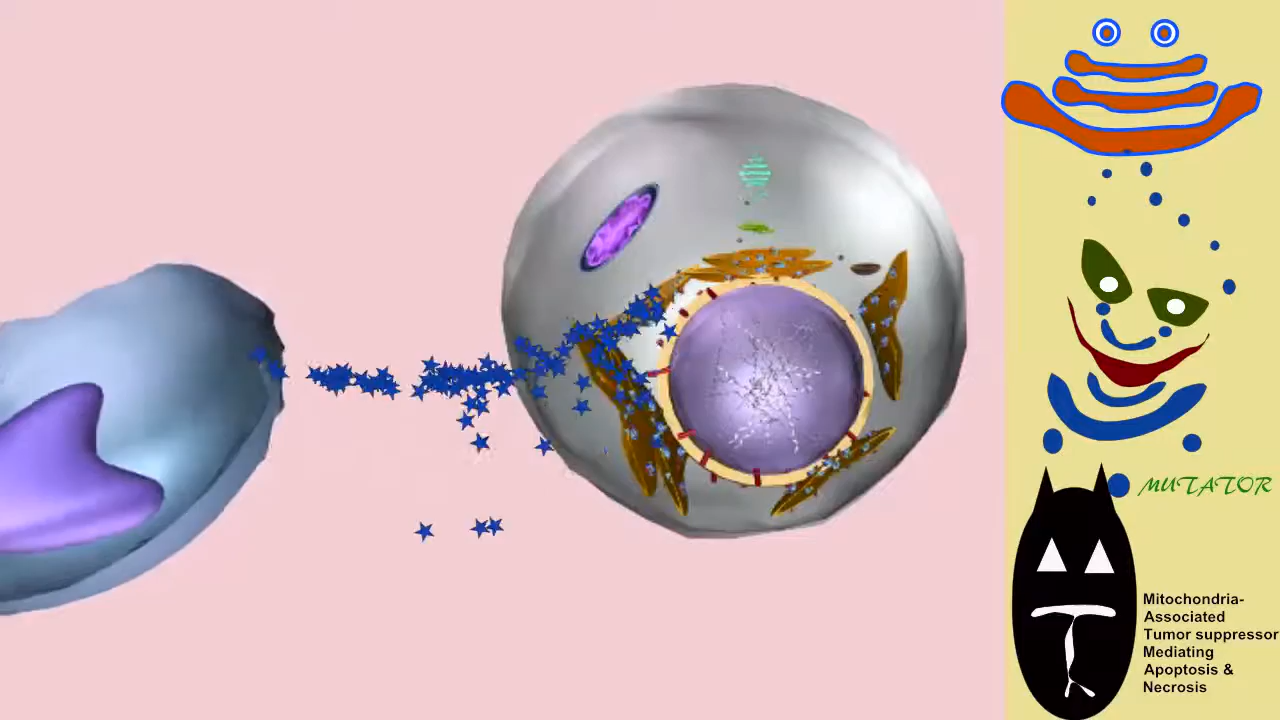 MUTATOR
Mitochondria-
Associated
Tumor suppressor
Mediating
Apoptosis &
Necrosis